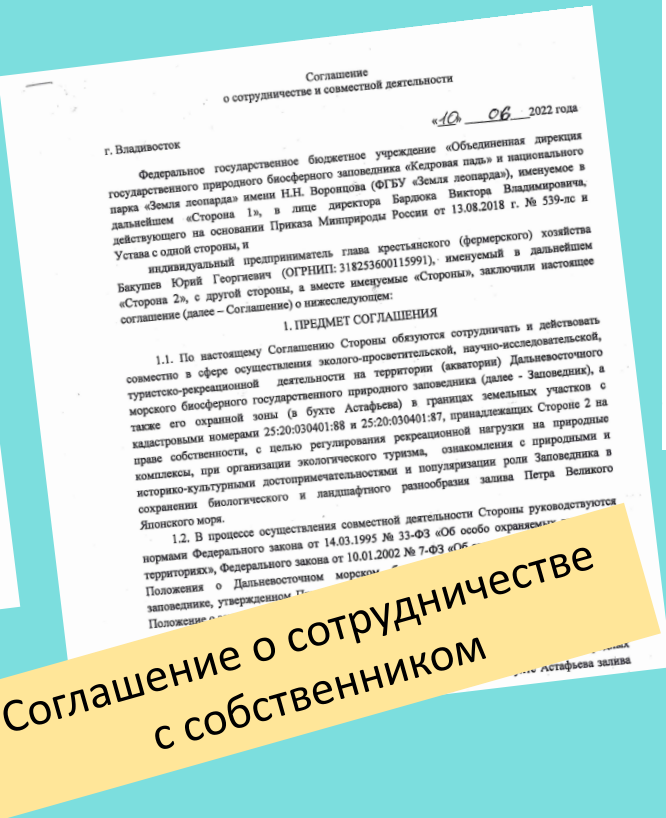 Соглашение
о сотрудничестве и совместной деятельности
«10» 06 2022 года
г. Владивосток
Федеральное государственное бюджетное учреждение «Объединенная дирекция
государственного природного биосферного заповедника «Кедровая падь» и национального
парка «Земля леопарда» имени Н.Н. Воронцова (ФГБУ «Земля леопарда»), именуемое в
дальнейшем «Сторона 1», в лице директора Бардюка Виктора Владимировича,
действующего на основании Приказа Минприроды России от 13.08.2018 г. № 539-лс и
Устава с одной стороны, и
индивидуальный предприниматель глава крестьянского (фермерского) хозяйства
Бакушев Юрий Георгиевич (ОГРНИП: 318253600115991), именуемый в дальнейшем
«Сторона 2», с другой стороны, а вместе именуемые «Стороны», заключили настоящее
соглашение (далее – Соглашение) о нижеследующем:
1. ПРЕДМЕТ СОГЛАШЕНИЯ
1.1. По настоящему Соглашению Стороны обязуются сотрудничать и действовать
совместно в сфере осуществления эколого-просветительской, научно-исследовательской,
туристско-рекреационной деятельности на территории (акватории) Дальневосточного
морского биосферного государственного природного заповедника (далее - Заповедник), а
также его охранной зоны (в бухте Астафьева) в границах земельных участков с
кадастровыми номерами 25:20:030401:88 и 25:20:030401:87, принадлежащих Стороне 2 на
праве собственности, с целью регулирования рекреационной нагрузки на природные
комплексы, при организации экологического туризма, ознакомления с природными и
историко-культурными достопримечательностями и популяризации роли Заповедника в
сохранении биологического и ландшафтного разнообразия залива Петра Великого
Японского моря.
1.2. В процессе осуществления совместной деятельности Стороны руководствуются
нормами Федерального закона от 14.03.1995 № 33-ФЗ «Об особо охраняемых
территориях», Федерального закона от 10.01.2002 № 7-ФЗ «Об
Положения о Дальневосточном морском
заповеднике, утвержденном
Положение о
Астафьева залива
Соглашение о сотрудничестве
с собственником